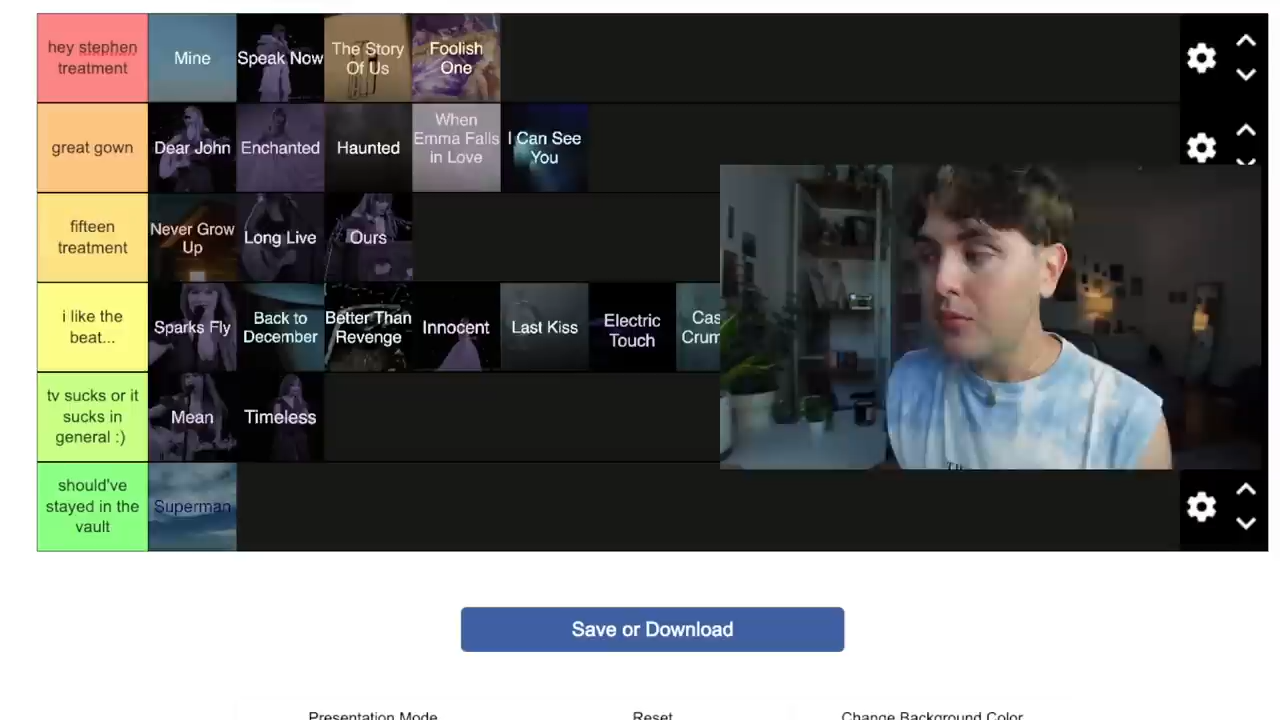 hey stephen
treatment
Mine
Speak Now
The Story
Of Us
Foolish
One
great gown
Dear John
Enchanted
Haunted
When
Emma Falls
in Love
I Can See
You
fifteen
treatment
Never Grow
Up
Long Live
Ours
i like the
beat...
Sparks Fly
Back to
December
Better Than
Revenge
Innocent
Last Kiss
Electric
Touch
Cas
Crum
tv sucks or it
sucks in
general :)
Mean
Timeless
should've
stayed in the
vault
Superman
Save or Download
Presentation Mode
Reset
Change Background Color